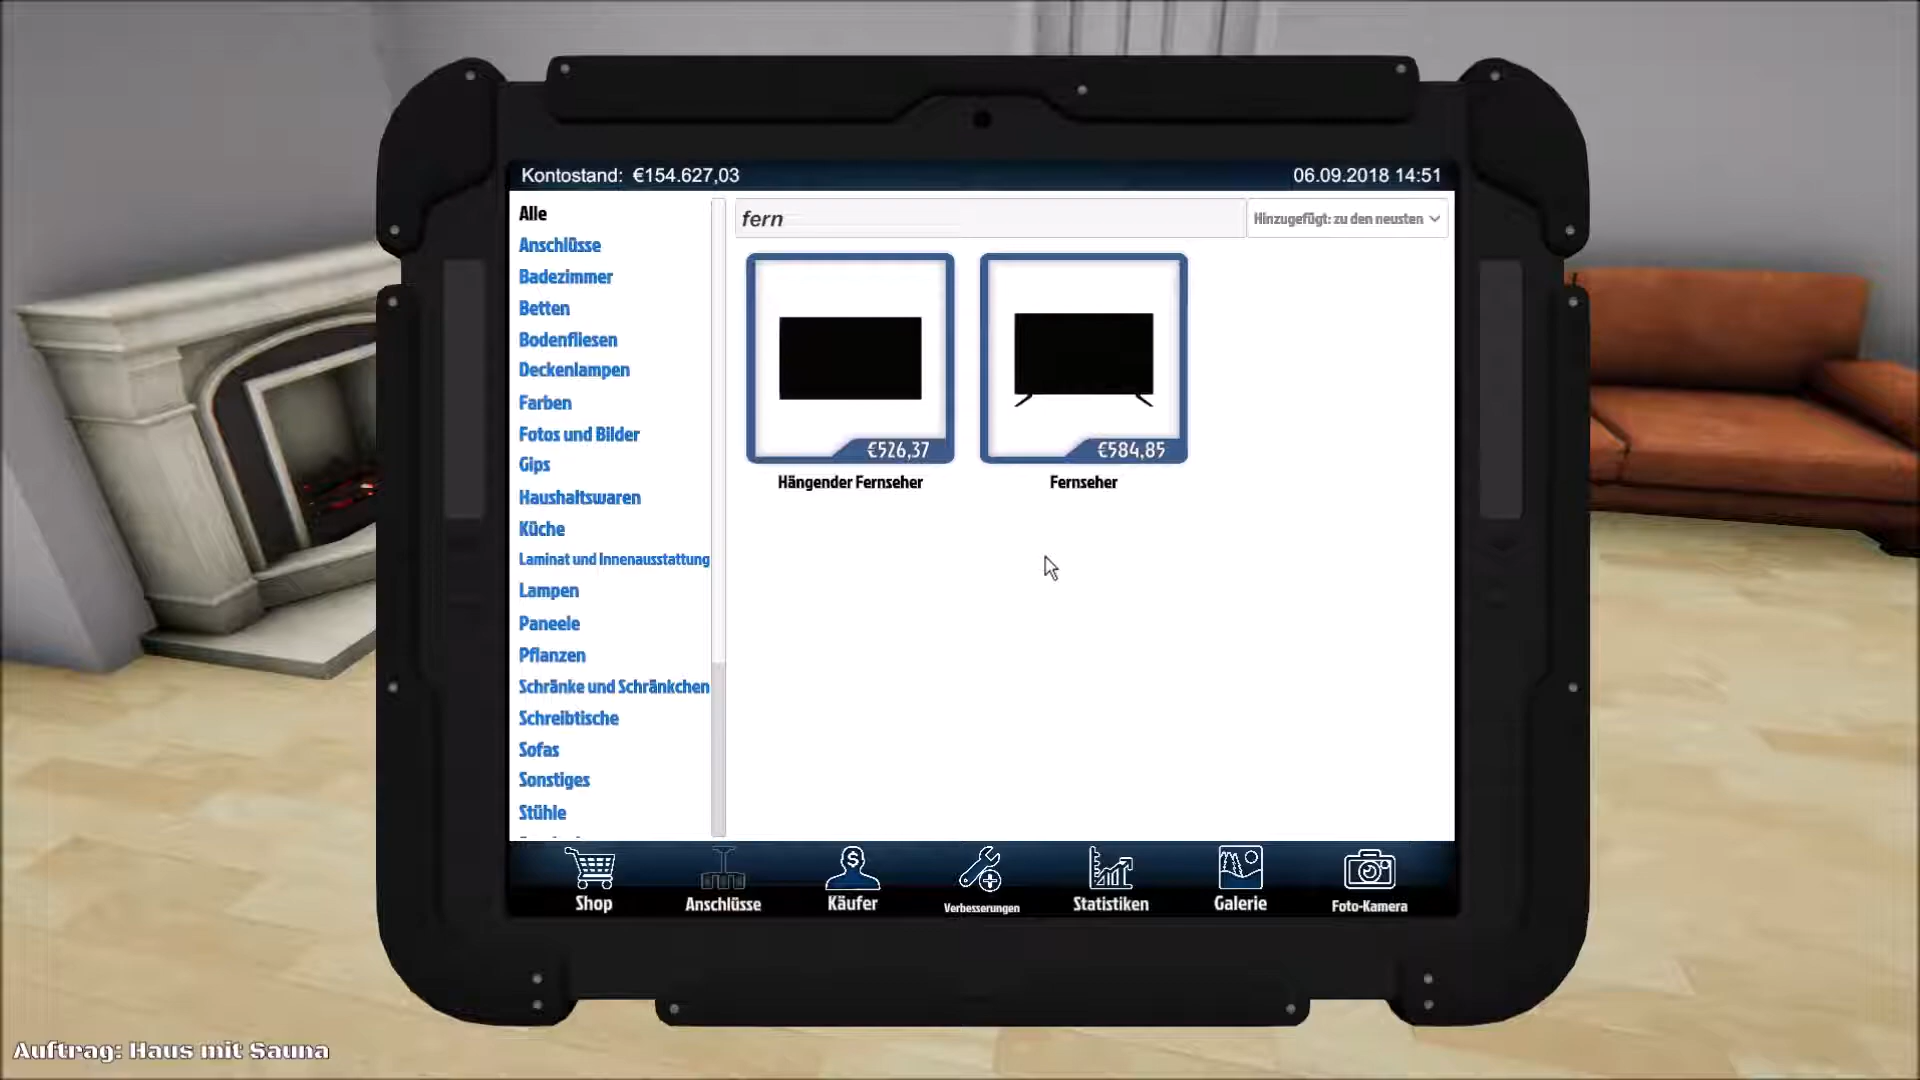 Kontostand: €154.627,03
06.09.2018 14:51
Alle
Anschlüsse
Badezimmer
Betten
Bodenfliesen
Deckenlampen
Farben
Fotos und Bilder
Gips
Haushaltswaren
Küche
Laminat und Innenausstattung
Lampen
Paneele
Pflanzen
Schränke und Schränkchen
Schreibtische
Sofas
Sonstiges
Stühle
fern
Hinzugefügt: zu den neusten
€526,37
Hängender Fernseher
€584,85
Fernseher
Shop
Anschlüsse
Käufer
Verbesserungen
Statistiken
Galerie
Foto-Kamera
Auftrag: Haus mit Sauna